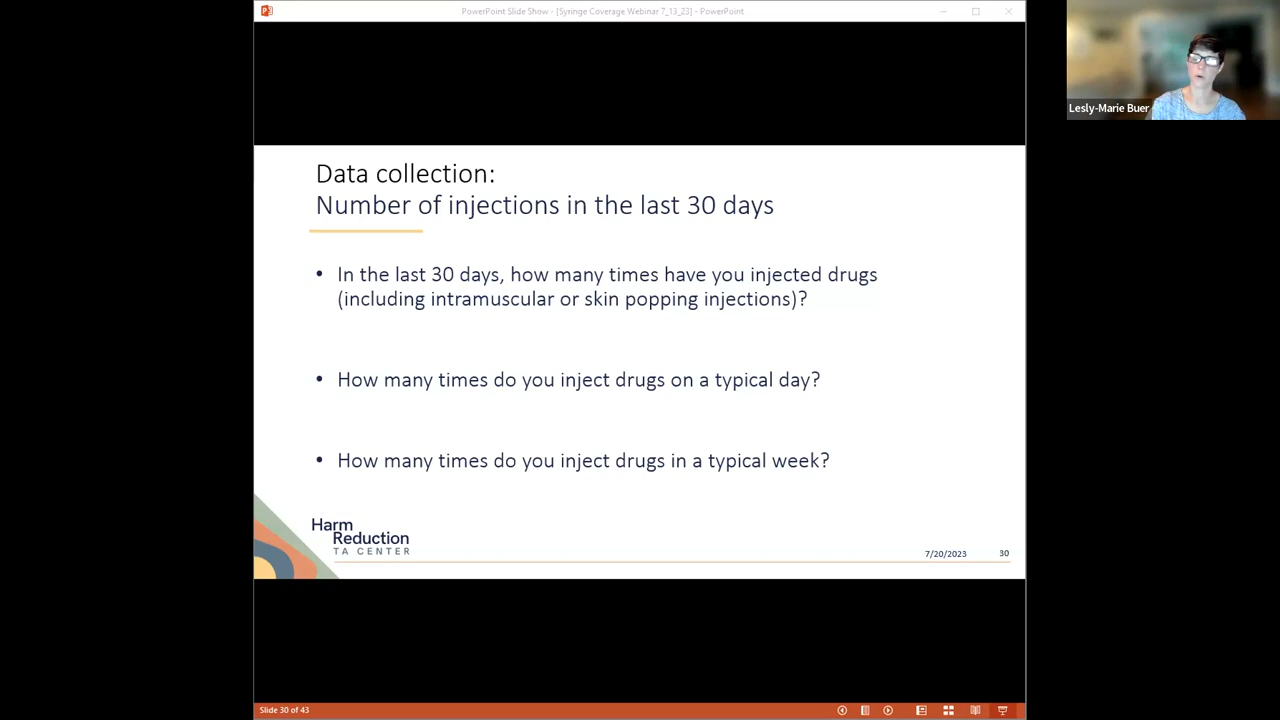 PowerPoint Slide Show - [Syringe Coverage Webinar 7_13_23] - PowerPoint
Lesly-Marie Buer
Data collection:
Number of injections in the last 30 days
• In the last 30 days, how many times have you injected drugs
(including intramuscular or skin popping injections)?
• How many times do you inject drugs on a typical day?
• How many times do you inject drugs in a typical week?
Harm
Reduction
TA CENTER
7/20/2023 30
Slide 30 of 43